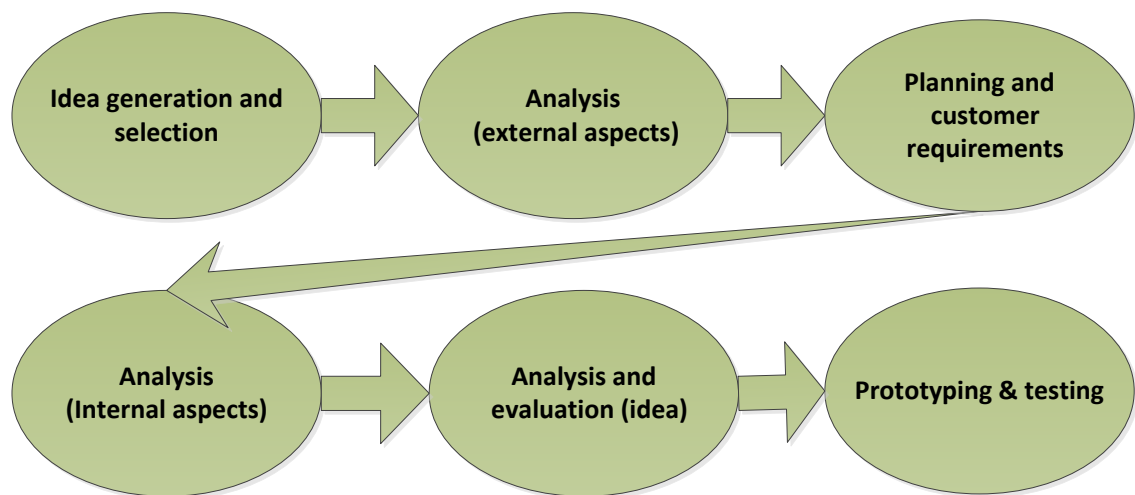 Idea generation and
selection
Analysis
(external aspects)
Planning and
customer
requirements
Analysis
(Internal aspects)
Analysis and
evaluation (idea)
Prototyping & testing